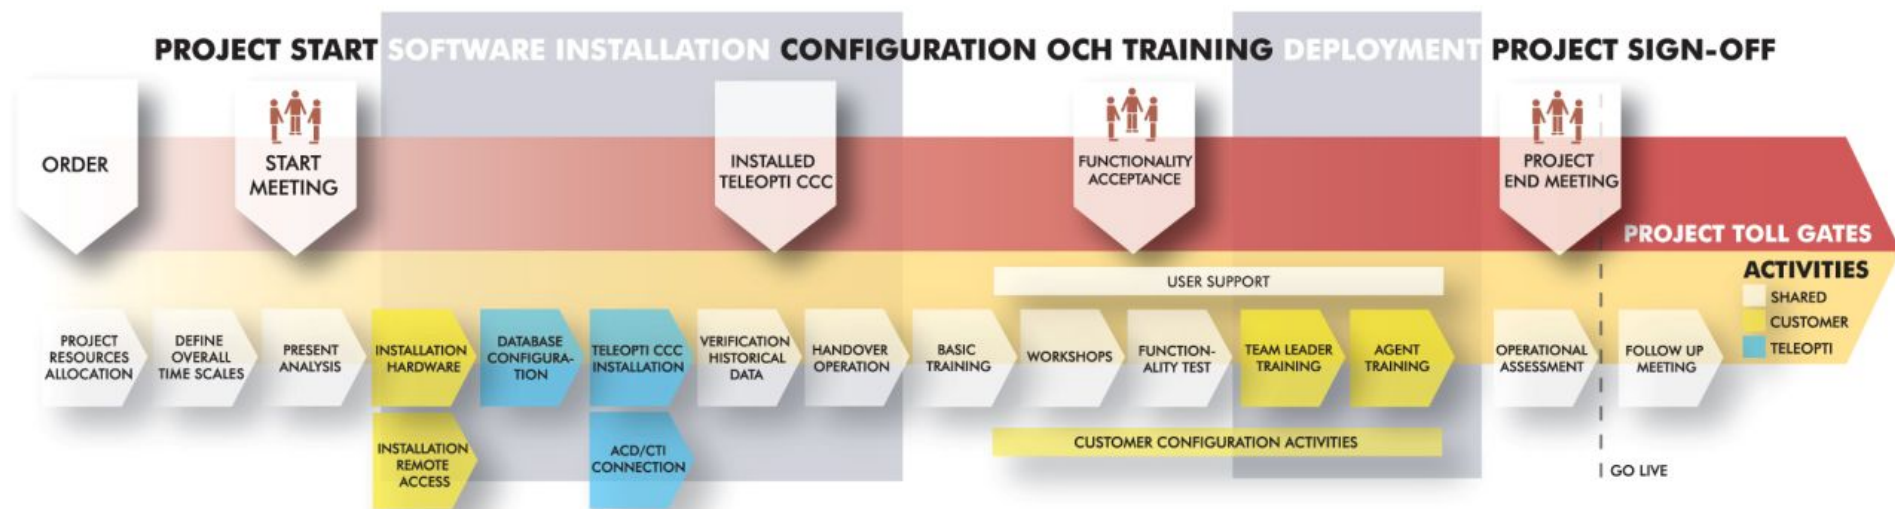 PROJECT START SOFTWARE INSTALLATION CONFIGURATION OCH TRAINING DEPLOYMENT PROJECT SIGN-OFF
ORDER
START
MEETING
INSTALLED
TELEOPTI CCC
FUNCTIONALITY
ACCEPTANCE
PROJECT
END MEETING
PROJECT TOLL GATES
ACTIVITIES
SHARED
CUSTOMER
TELEOPTI
USER SUPPORT
PROJECT
RESOURCES
ALLOCATION
DEFINE
OVERALL
TIME SCALES
PRESENT
ANALYSIS
INSTALLATION
HARDWARE
DATABASE
CONFIGURA-
TION
TELEOPTI CCC
INSTALLATION
VERIFICATION
HISTORICAL
DATA
HANDOVER
OPERATION
BASIC
TRAINING
WORKSHOPS
FUNCTION-
ALITY TEST
TEAM LEADER
TRAINING
AGENT
TRAINING
OPERATIONAL
ASSESSMENT
FOLLOW UP
MEETING
INSTALLATION
REMOTE
ACCESS
ACD/CTI
CONNECTION
CUSTOMER CONFIGURATION ACTIVITIES
GO LIVE